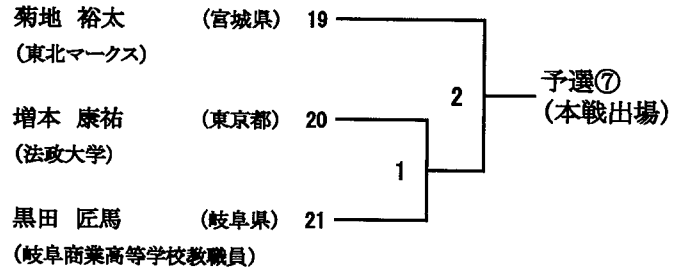 菊地 裕太 (宮城県) 19
(東北マークス)
2
予選⑦
(本戦出場)
増本 康祐 (東京都) 20
(法政大学)
1
黒田 匠馬 (岐阜県) 21
(岐阜商業高等学校教職員)